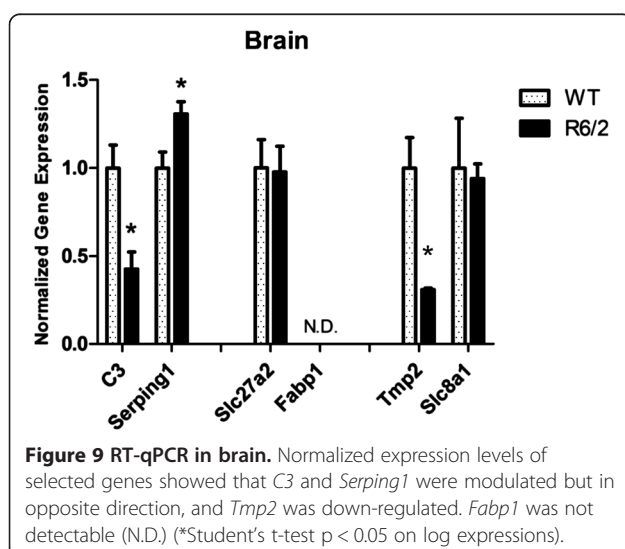 Brain
Normalized Gene Expression
1.5
1.0
0.5
0.0
*
*
N.D.
*
WT
R6/2
C3
Serping1
Slc27a2
Fabp1
Tmp2
Slc8a1
Figure 9 RT-qPCR in brain. Normalized expression levels of
selected genes showed that C3 and Serping1 were modulated but in
opposite direction, and Tmp2 was down-regulated. Fabp1 was not
detectable (N.D.) (*Student's t-test p < 0.05 on log expressions).